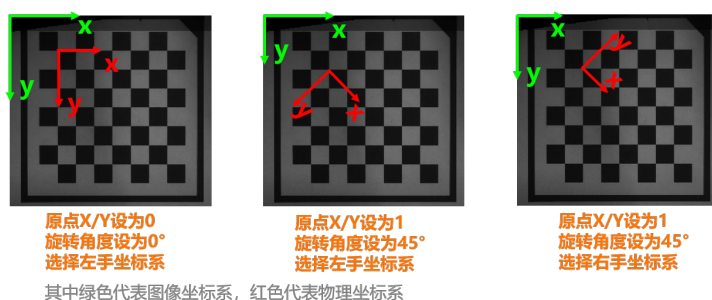 x
y
x
y
x
y
x
y
x
y
x
y
原点X/Y设为0
旋转角度设为0°
选择左手坐标系
原点X/Y设为1
旋转角度设为45°
选择左手坐标系
原点X/Y设为1
旋转角度设为45°
选择右手坐标系
其中绿色代表图像坐标系，红色代表物理坐标系